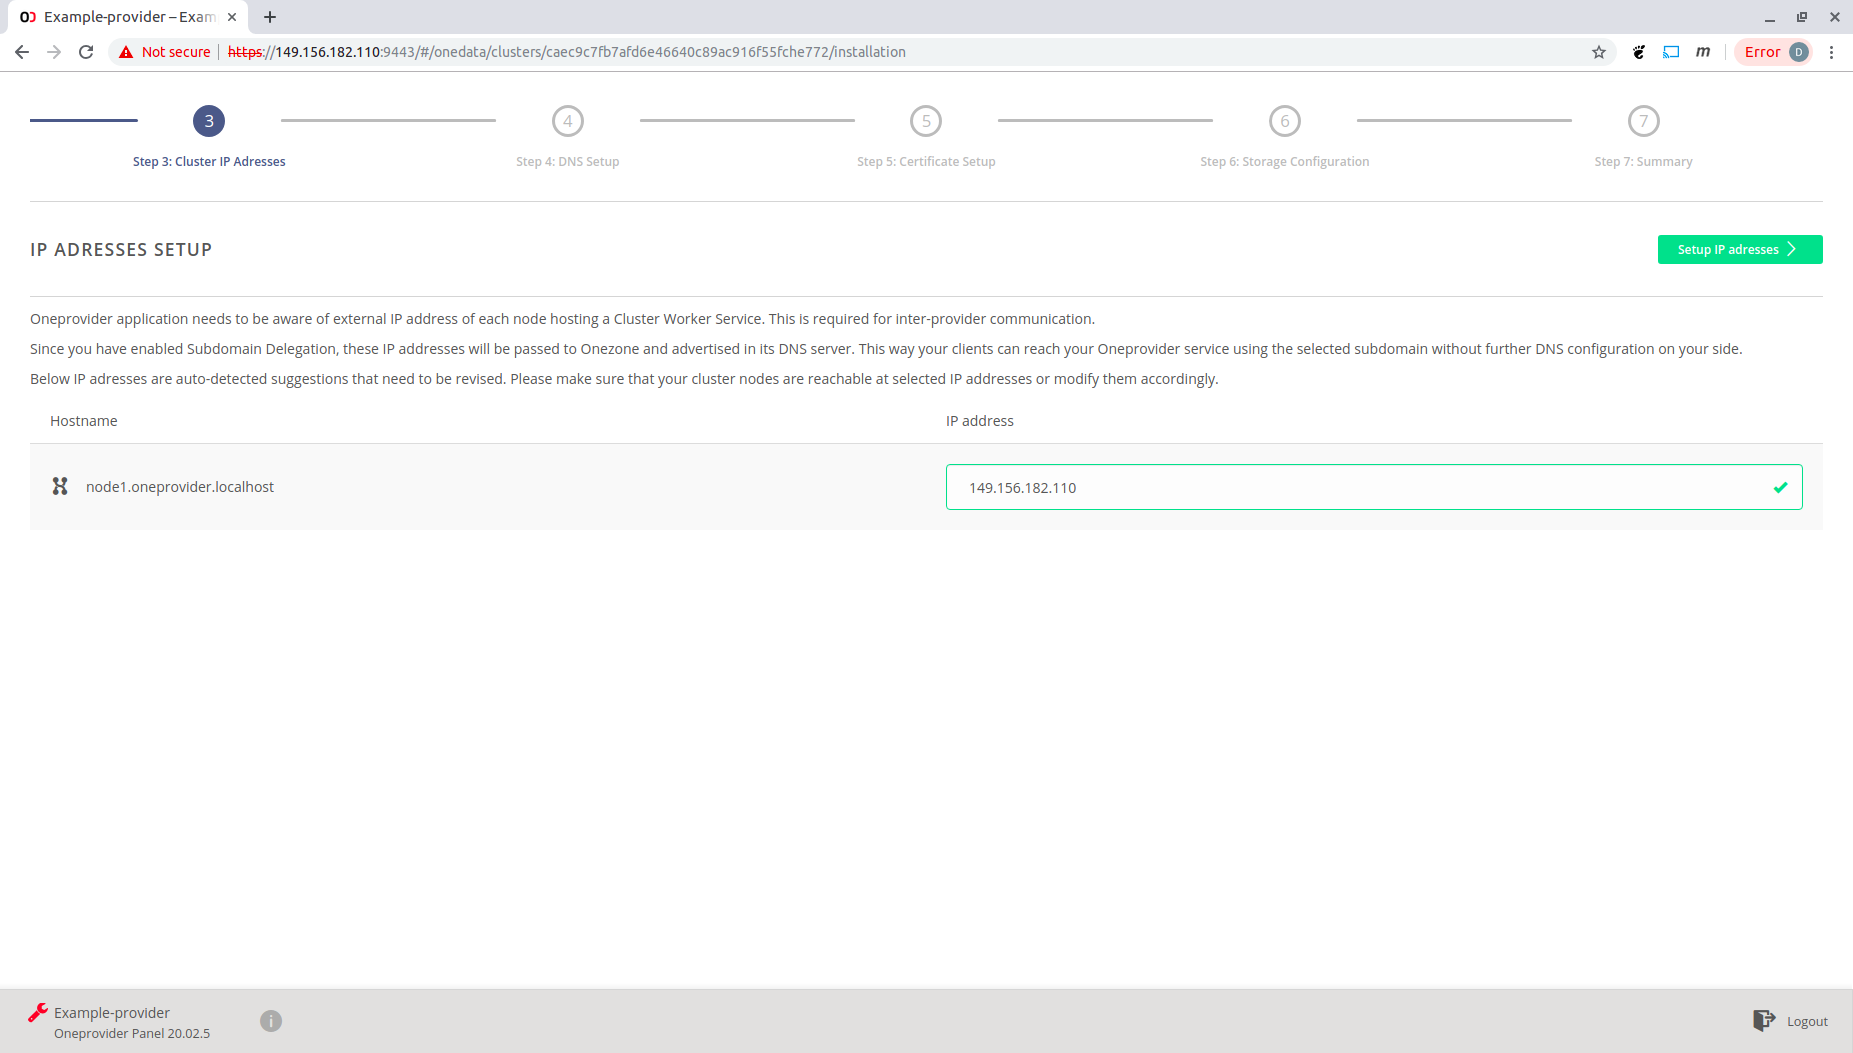 Example-provider – Exam
Not secure https://149.156.182.110:9443/#/onedata/clusters/caec9c7fb7afd6e46640c89ac916f55fche772/installation m Error D
3 4 5 6 7
Step 3: Cluster IP Adresses Step 4: DNS Setup Step 5: Certificate Setup Step 6: Storage Configuration Step 7: Summary
IP ADRESSES SETUP Setup IP adresses
Oneprovider application needs to be aware of external IP address of each node hosting a Cluster Worker Service. This is required for inter-provider communication.
Since you have enabled Subdomain Delegation, these IP addresses will be passed to Onezone and advertised in its DNS server. This way your clients can reach your Oneprovider service using the selected subdomain without further DNS configuration on your side.
Below IP adresses are auto-detected suggestions that need to be revised. Please make sure that your cluster nodes are reachable at selected IP addresses or modify them accordingly.
Hostname IP address
node1.oneprovider.localhost 149.156.182.110
Example-provider
Oneprovider Panel 20.02.5
Logout